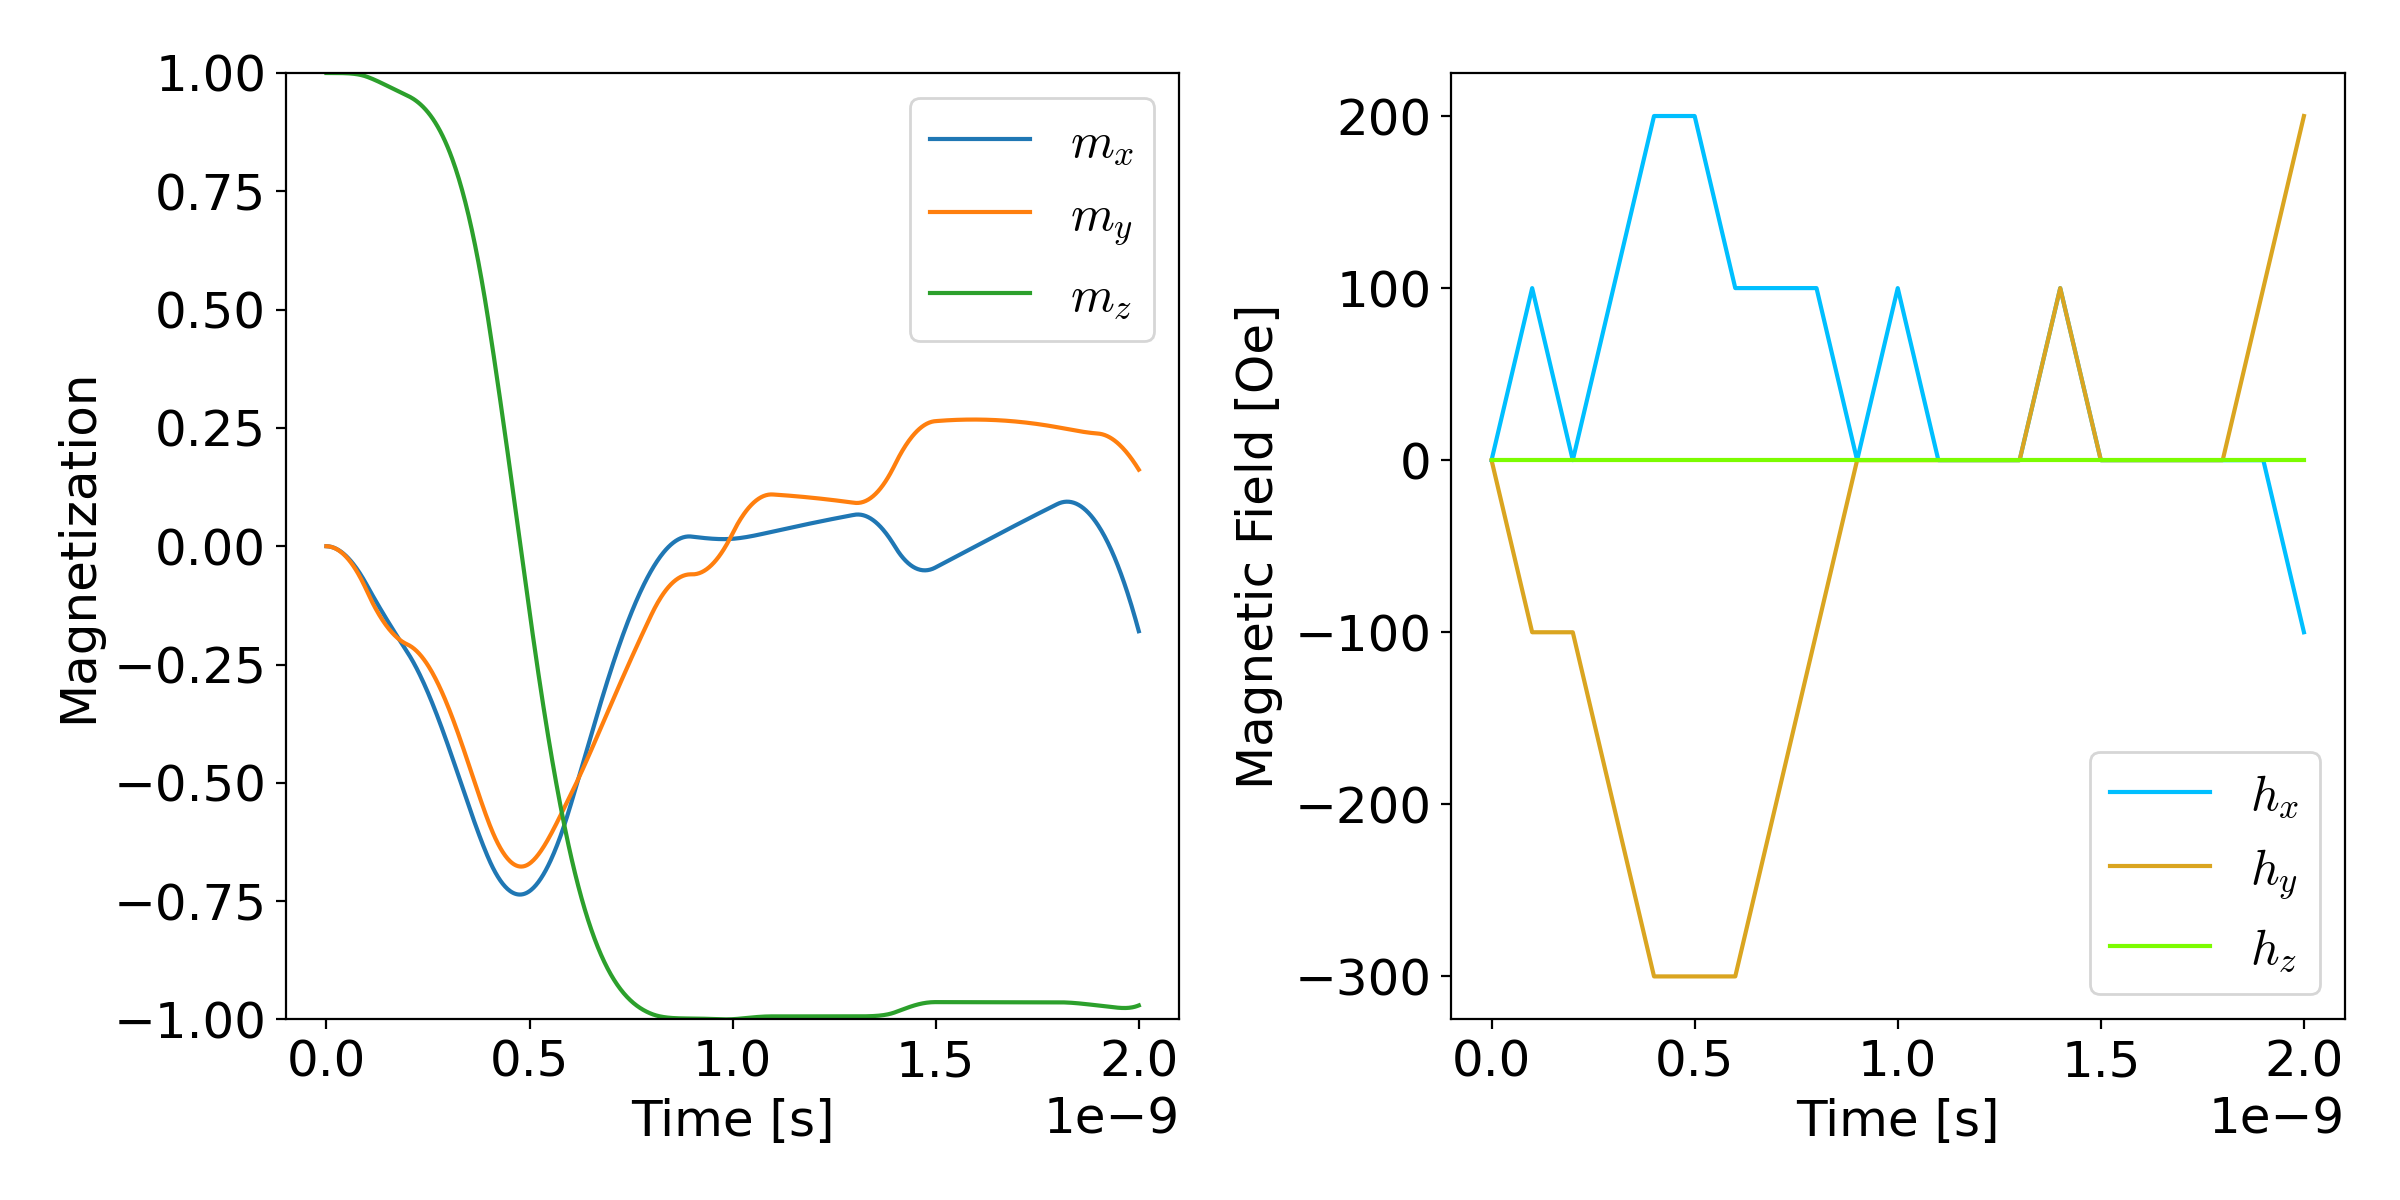 1.00
0.75
0.50
0.25
0.00
−0.25
−0.50
−0.75
−1.00
Magnetization
0.0 0.5 1.0 1.5 2.0
Time [s]
1e−9
m_x
m_y
m_z
200
100
0
−100
−200
−300
Magnetic Field [Oe]
0.0 0.5 1.0 1.5 2.0
Time [s]
1e−9
h_x
h_y
h_z